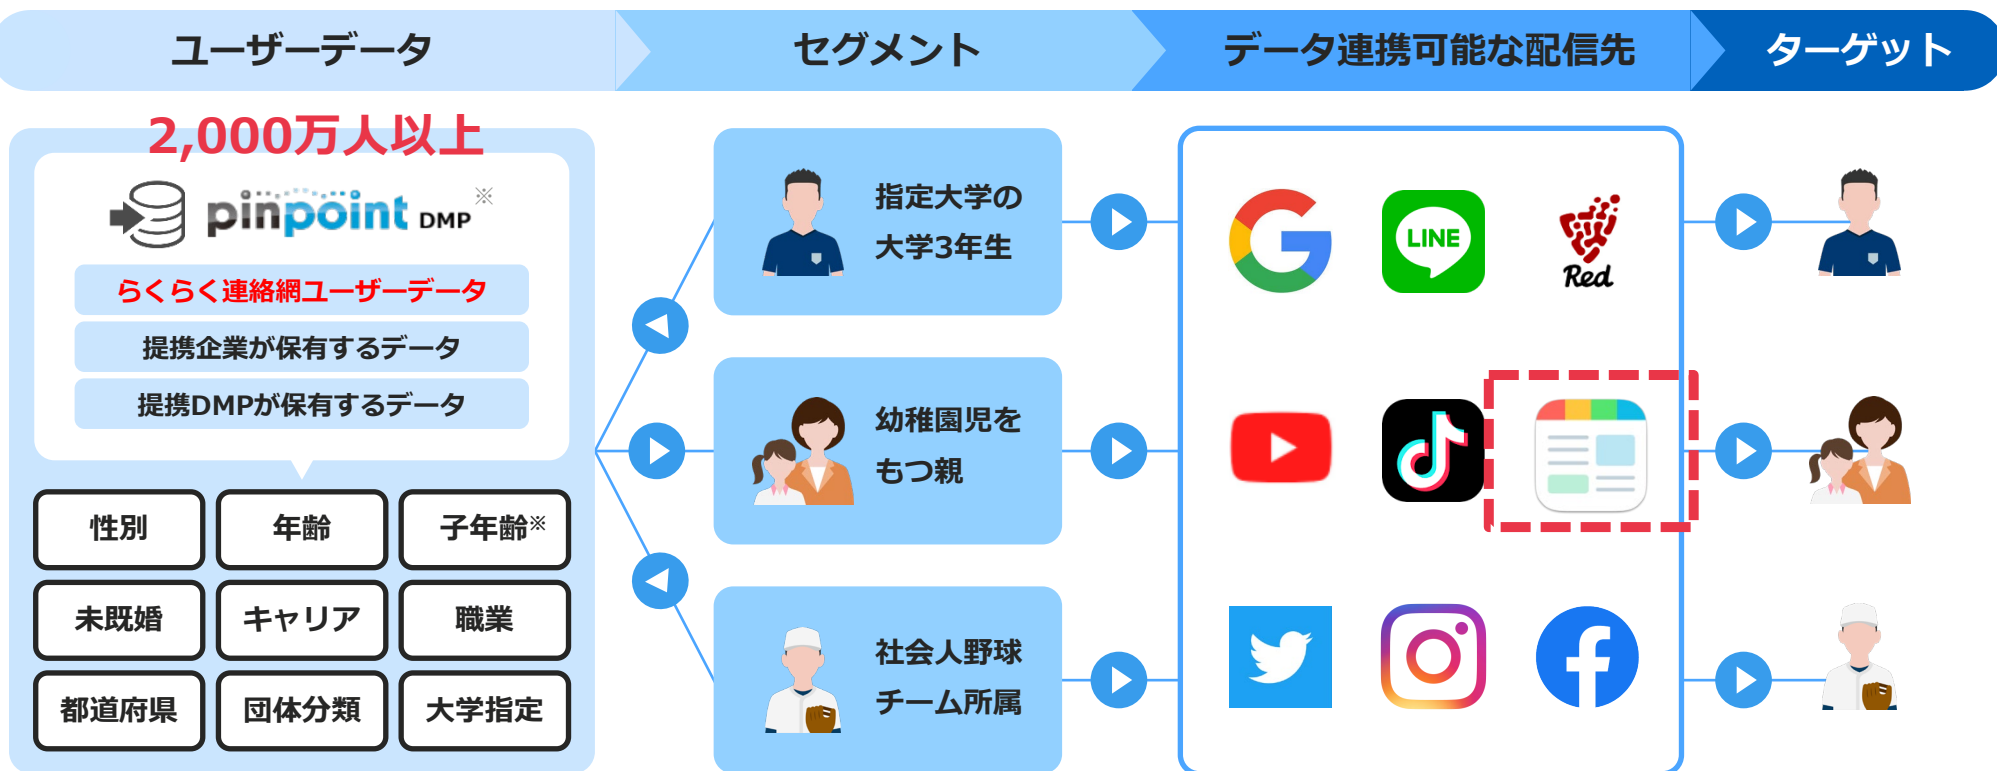 ユーザーデータ
セグメント
データ連携可能な配信先
ターゲット
2,000万人以上
pinpoint DMP※
らくらく連絡網ユーザーデータ
提携企業が保有するデータ
提携DMPが保有するデータ
性別
年齢
子年齢※
未既婚
キャリア
職業
都道府県
団体分類
大学指定
指定大学の
大学3年生
幼稚園児を
もつ親
社会人野球
チーム所属
LINE
Red